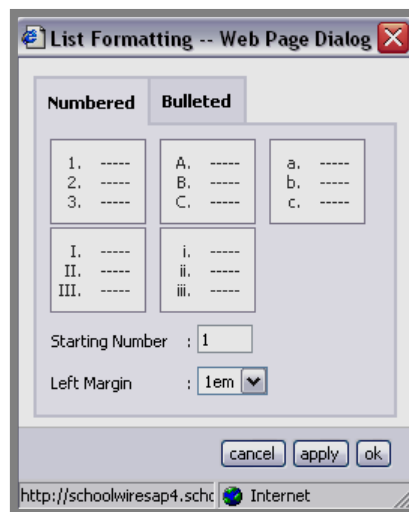 List Formatting -- Web Page Dialog
Numbered Bulleted
1. ----- A. ----- a. -----
2. ----- B. ----- b. -----
3. ----- C. ----- c. -----
I. ----- i. -----
II. ----- ii. -----
III. ----- iii. -----
Starting Number : 1
Left Margin : 1em
cancel apply ok
http://schoolwiresap4.scho Internet